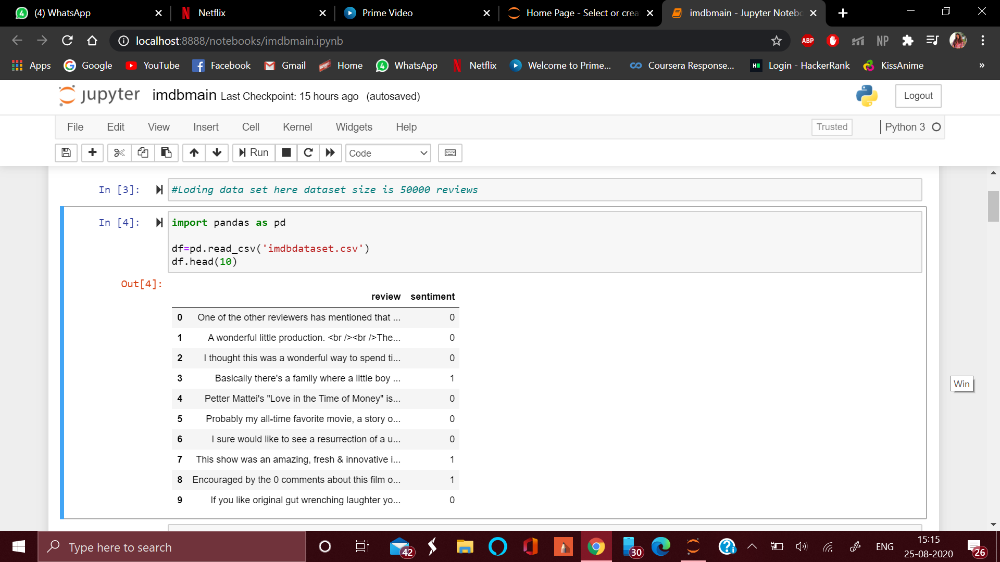 (4) WhatsApp
Netflix
Prime Video
Home Page - Select or crea
imdbmain - Jupyter Notebo
localhost:8888/notebooks/imdbmain.ipynb
ABP
NP
Apps
Google
YouTube
Facebook
Gmail
Home
WhatsApp
Netflix
Welcome to Prime...
Coursera Response...
Login - HackerRank
KissAnime
»
jupyter imdbmain Last Checkpoint: 15 hours ago (autosaved)
Logout
File Edit View Insert Cell Kernel Widgets Help
Trusted
Python 3
Run
Code
In [3]: #Loding data set here dataset size is 50000 reviews
In [4]: import pandas as pd
df=pd.read_csv('imdbdataset.csv')
df.head(10)
Out[4]:
review sentiment
0 One of the other reviewers has mentioned that ... 0
1 A wonderful little production. <br /><br />The... 0
2 I thought this was a wonderful way to spend ti... 0
3 Basically there's a family where a little boy ... 1
4 Petter Mattei's "Love in the Time of Money" is... 0
5 Probably my all-time favorite movie, a story o... 0
6 I sure would like to see a resurrection of a u... 0
7 This show was an amazing, fresh & innovative i... 1
8 Encouraged by the 0 comments about this film o... 1
9 If you like original gut wrenching laughter yo... 0
Win
Type here to search
42
30
ENG
15:15
25-08-2020
26